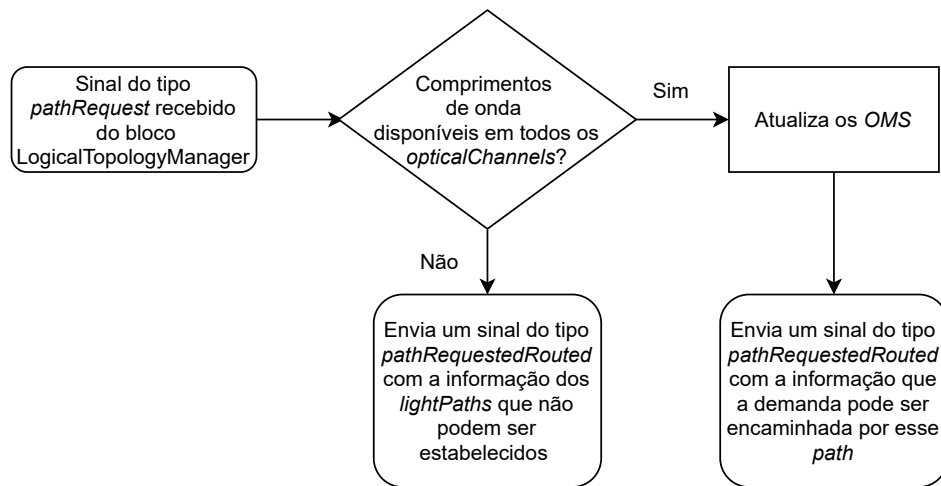 Sinal do tipo
pathRequest recebido
do bloco
LogicalTopologyManager
Comprimentos
de onda
disponíveis em todos os
opticalChannels?
Sim
Atualiza os OMS
Não
Envia um sinal do tipo
pathRequestedRouted
com a informação dos
lightPaths que não
podem ser
estabelecidos
Envia um sinal do tipo
pathRequestedRouted
com a informação que
a demanda pode ser
encaminhada por esse
path